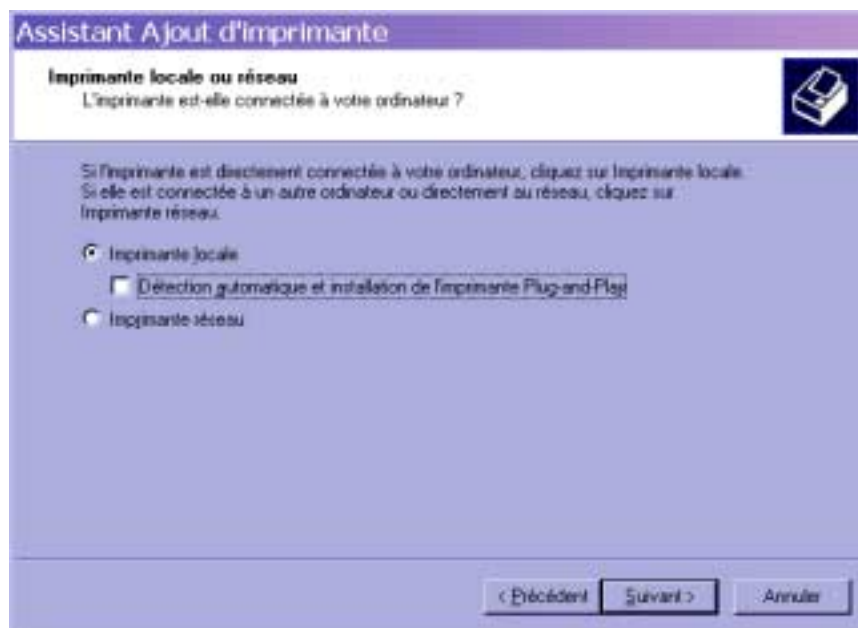 Assistant Ajout d'imprimante
Imprimante locale ou réseau
L'imprimante est-elle connectée à votre ordinateur ?
Si l'imprimante est directement connectée à votre ordinateur, cliquez sur Imprimante locale.
Si elle est connectée à un autre ordinateur ou directement au réseau, cliquez sur
Imprimante réseau.
Imprimante locale
Détection automatique et installation de l'imprimante Plug-and-Play
Imprimante réseau
< Précédent
Suivant >
Annuler